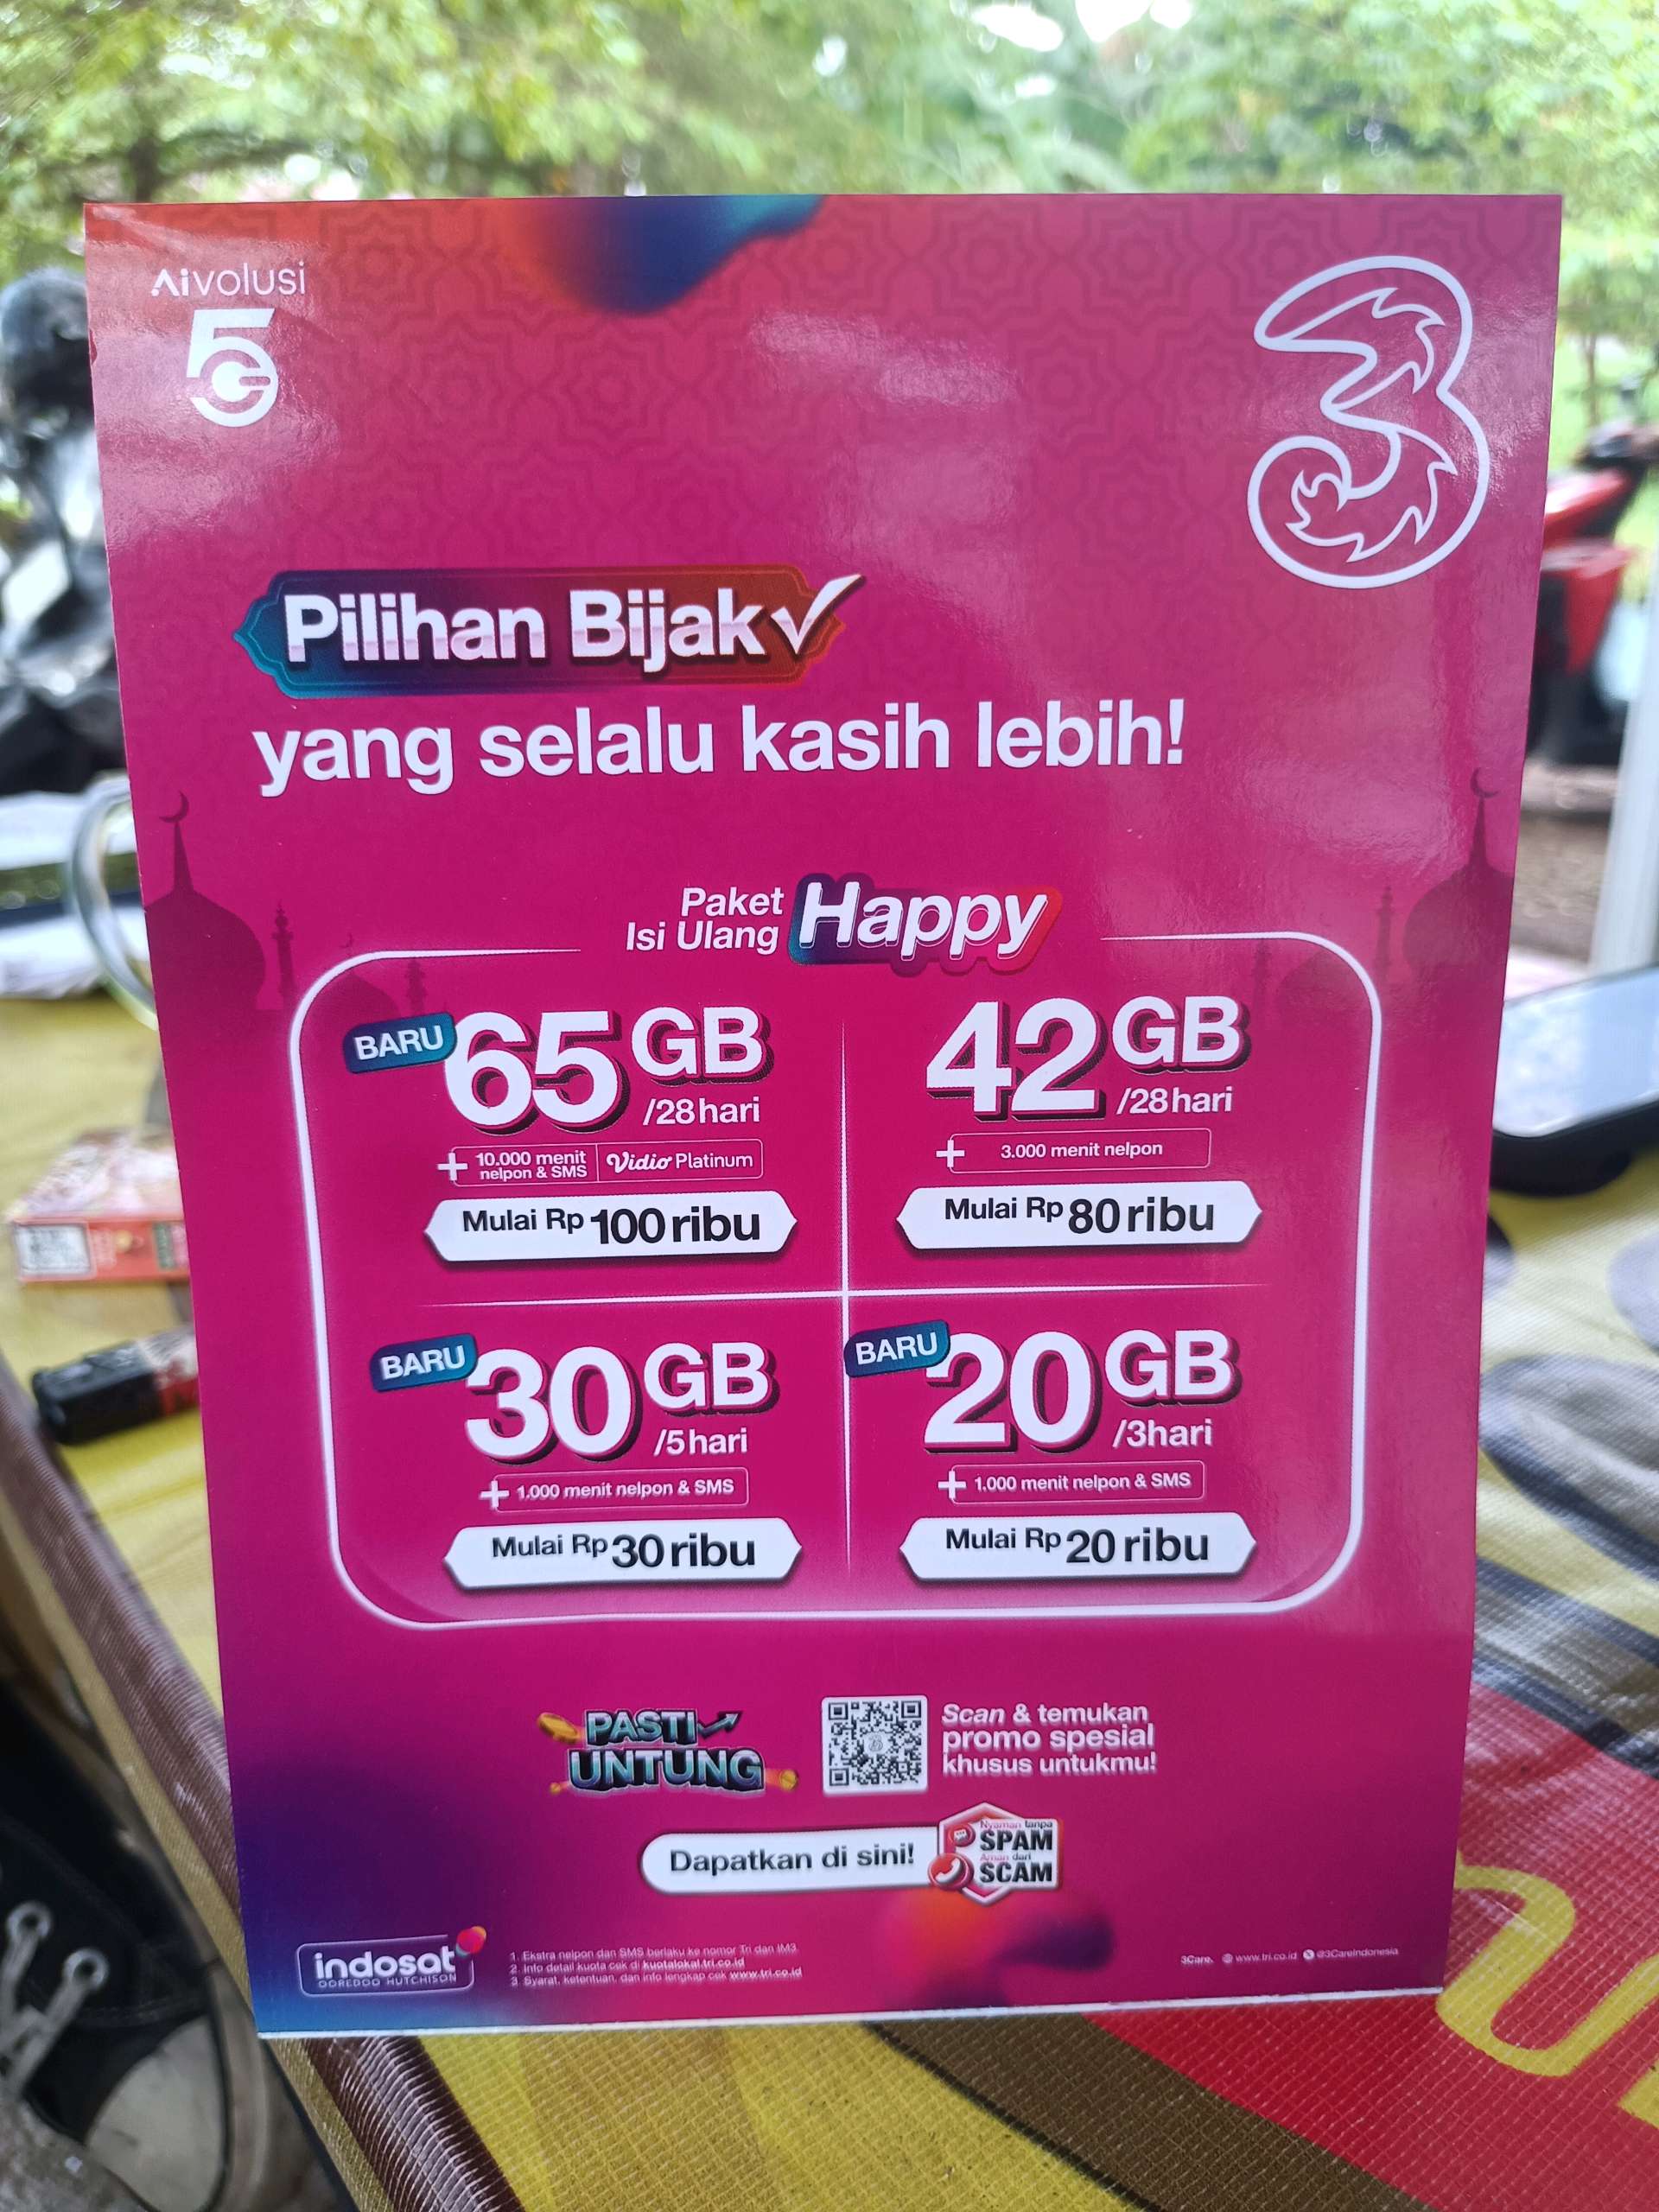 Aivolusi
5G
3
Pilihan Bijak
yang selalu kasih lebih!
Paket
Isi Ulang Happy
BARU
65 GB
/28 hari
+ 10.000 menit
nelpon & SMS
Vidio Platinum
Mulai Rp 100 ribu
42 GB
/28 hari
+ 3.000 menit nelpon
Mulai Rp 80 ribu
BARU
30 GB
/5 hari
+ 1.000 menit nelpon & SMS
Mulai Rp 30 ribu
BARU
20 GB
/3hari
+ 1.000 menit nelpon & SMS
Mulai Rp 20 ribu
PASTI
UNTUNG
Scan & temukan
promo spesial
khusus untukmu!
Dapatkan di sini!
Nyaman tanpa
SPAM
Aman dari
SCAM
indosat
OOREDOO HUTCHISON
1. Ekstra nelpon dan SMS berlaku ke nomor Tri dan IM3
2. Info detail kuota cek di kuotalokal.tri.co.id
3. Syarat, ketentuan, dan info lengkap cek www.tri.co.id
3Care. www.tri.co.id @3CareIndonesia